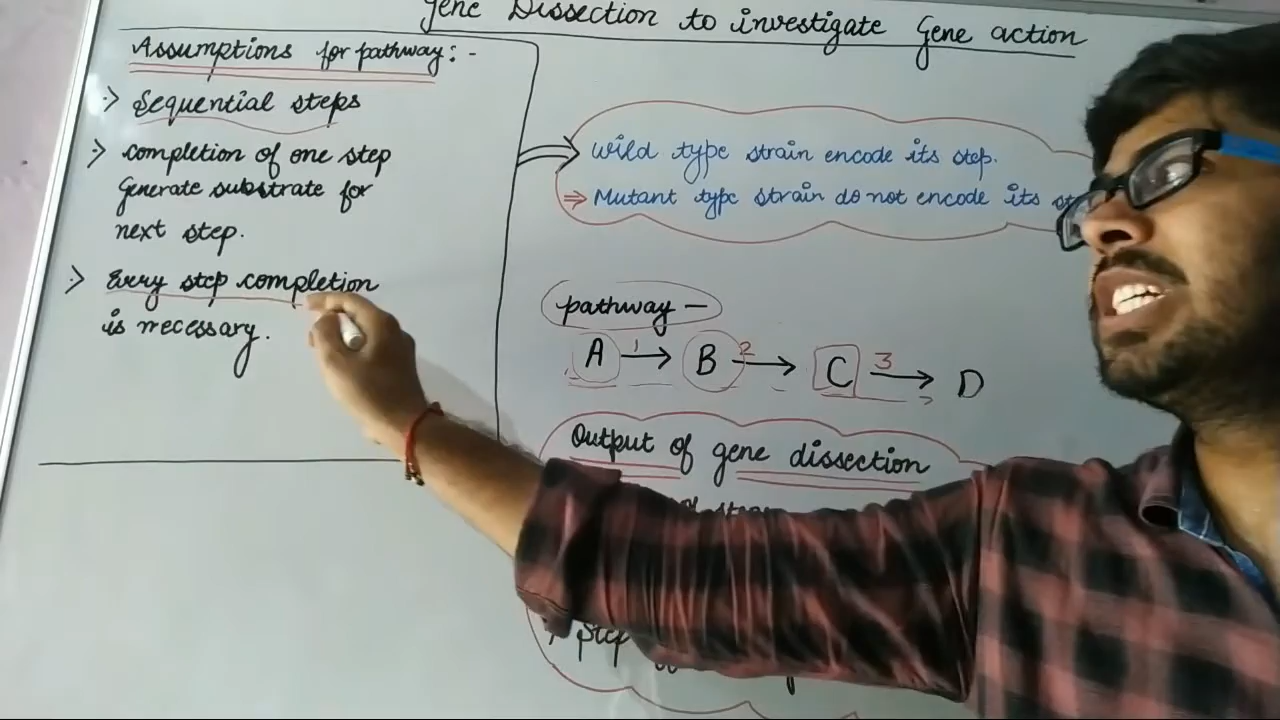 Gene Dissection to investigate Gene action
Assumptions for pathway: -
> Sequential steps
> completion of one step
Generate substrate for
next step.
> Every step completion
is necessary.
⇒ wild type strain encode its step.
⇒ Mutant type strain do not encode its
pathway —
A 1→ B 2→ C 3→ D
Output of gene dissection
step